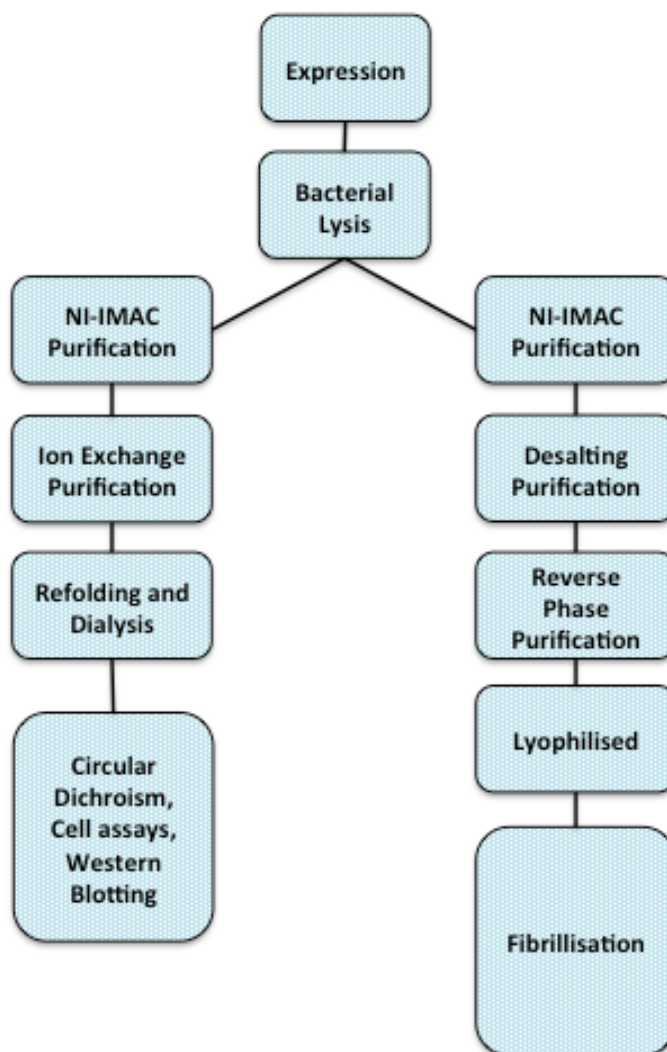 Expression
Bacterial
Lysis
NI-IMAC
Purification
Ion Exchange
Purification
Refolding and
Dialysis
Circular
Dichroism,
Cell assays,
Western
Blotting
NI-IMAC
Purification
Desalting
Purification
Reverse
Phase
Purification
Lyophilised
Fibrillisation